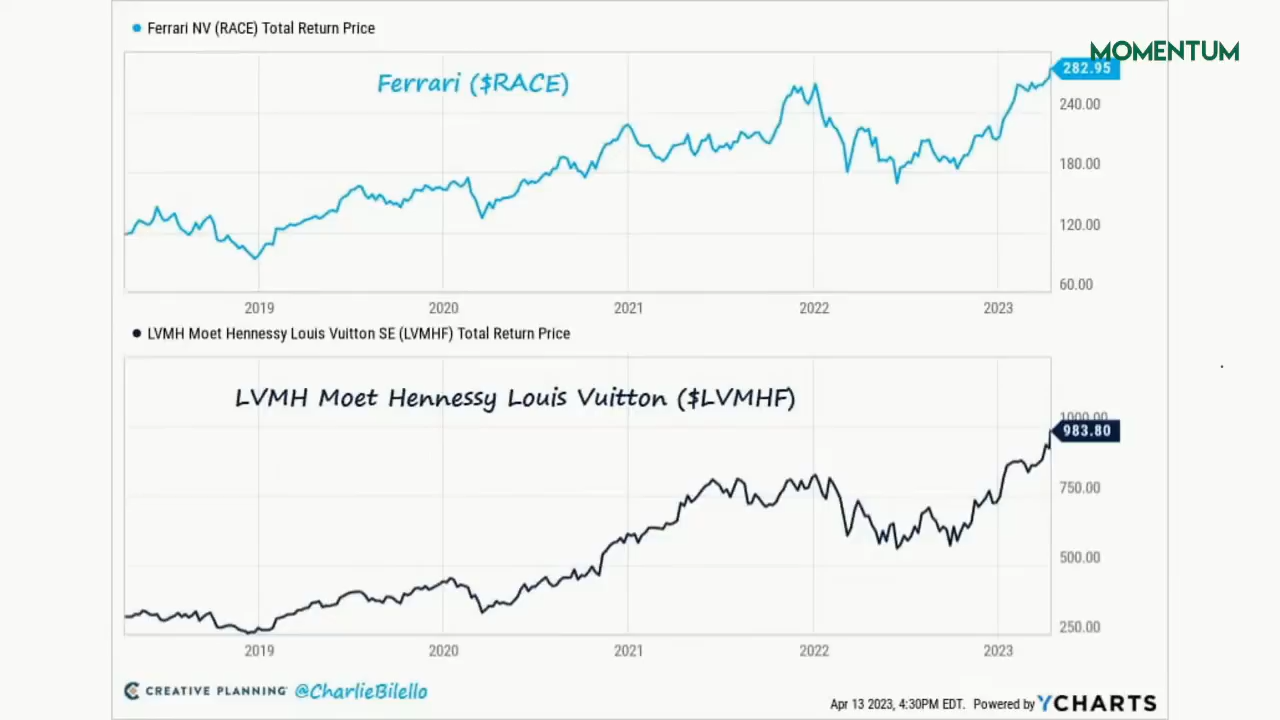 Ferrari NV (RACE) Total Return Price
MOMENTUM
Ferrari ($RACE)
282.95
240.00
180.00
120.00
60.00
2019 2020 2021 2022 2023
LVMH Moet Hennessy Louis Vuitton SE (LVMHF) Total Return Price
LVMH Moet Hennessy Louis Vuitton ($LVMHF)
1000.00
983.80
750.00
500.00
250.00
2019 2020 2021 2022 2023
CREATIVE PLANNING @CharlieBilello
Apr 13 2023, 4:30PM EDT. Powered by YCHARTS